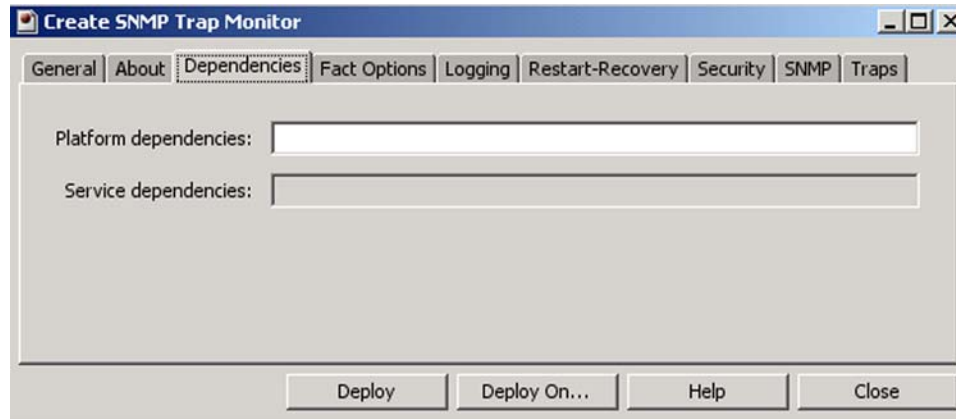 Create SNMP Trap Monitor
General About Dependencies Fact Options Logging Restart-Recovery Security SNMP Traps
Platform dependencies:
Service dependencies:
Deploy Deploy On... Help Close